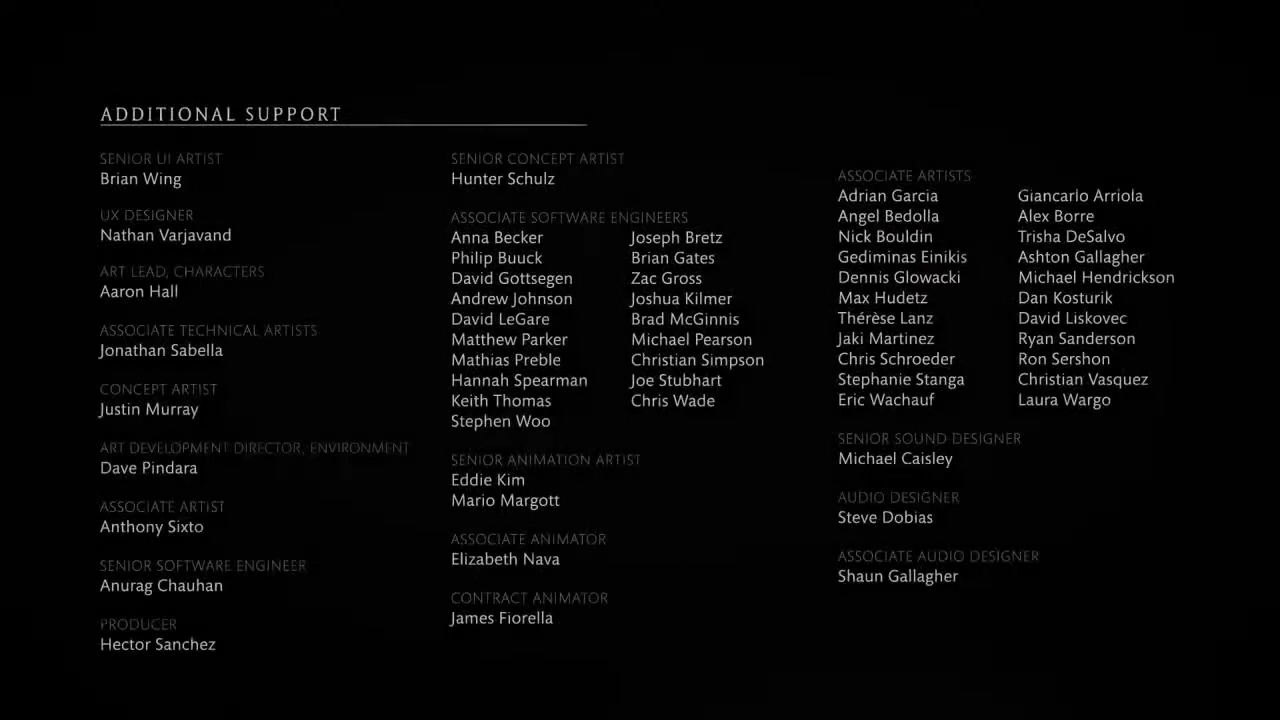 ADDITIONAL SUPPORT
SENIOR UI ARTIST
Brian Wing
UX DESIGNER
Nathan Varjavand
ART LEAD, CHARACTERS
Aaron Hall
ASSOCIATE TECHNICAL ARTISTS
Jonathan Sabella
CONCEPT ARTIST
Justin Murray
ART DEVELOPMENT DIRECTOR, ENVIRONMENT
Dave Pindara
ASSOCIATE ARTIST
Anthony Sixto
SENIOR SOFTWARE ENGINEER
Anurag Chauhan
PRODUCER
Hector Sanchez
SENIOR CONCEPT ARTIST
Hunter Schulz
ASSOCIATE SOFTWARE ENGINEERS
Anna Becker Joseph Bretz
Philip Buuck Brian Gates
David Gottsegen Zac Gross
Andrew Johnson Joshua Kilmer
David LeGare Brad McGinnis
Matthew Parker Michael Pearson
Mathias Preble Christian Simpson
Hannah Spearman Joe Stubhart
Keith Thomas Chris Wade
Stephen Woo
SENIOR ANIMATION ARTIST
Eddie Kim
Mario Margott
ASSOCIATE ANIMATOR
Elizabeth Nava
CONTRACT ANIMATOR
James Fiorella
ASSOCIATE ARTISTS
Adrian Garcia Giancarlo Arriola
Angel Bedolla Alex Borre
Nick Bouldin Trisha DeSalvo
Gediminas Einikis Ashton Gallagher
Dennis Glowacki Michael Hendrickson
Max Hudetz Dan Kosturik
Thérèse Lanz David Liskovec
Jaki Martinez Ryan Sanderson
Chris Schroeder Ron Sershon
Stephanie Stanga Christian Vasquez
Eric Wachauf Laura Wargo
SENIOR SOUND DESIGNER
Michael Caisley
AUDIO DESIGNER
Steve Dobias
ASSOCIATE AUDIO DESIGNER
Shaun Gallagher